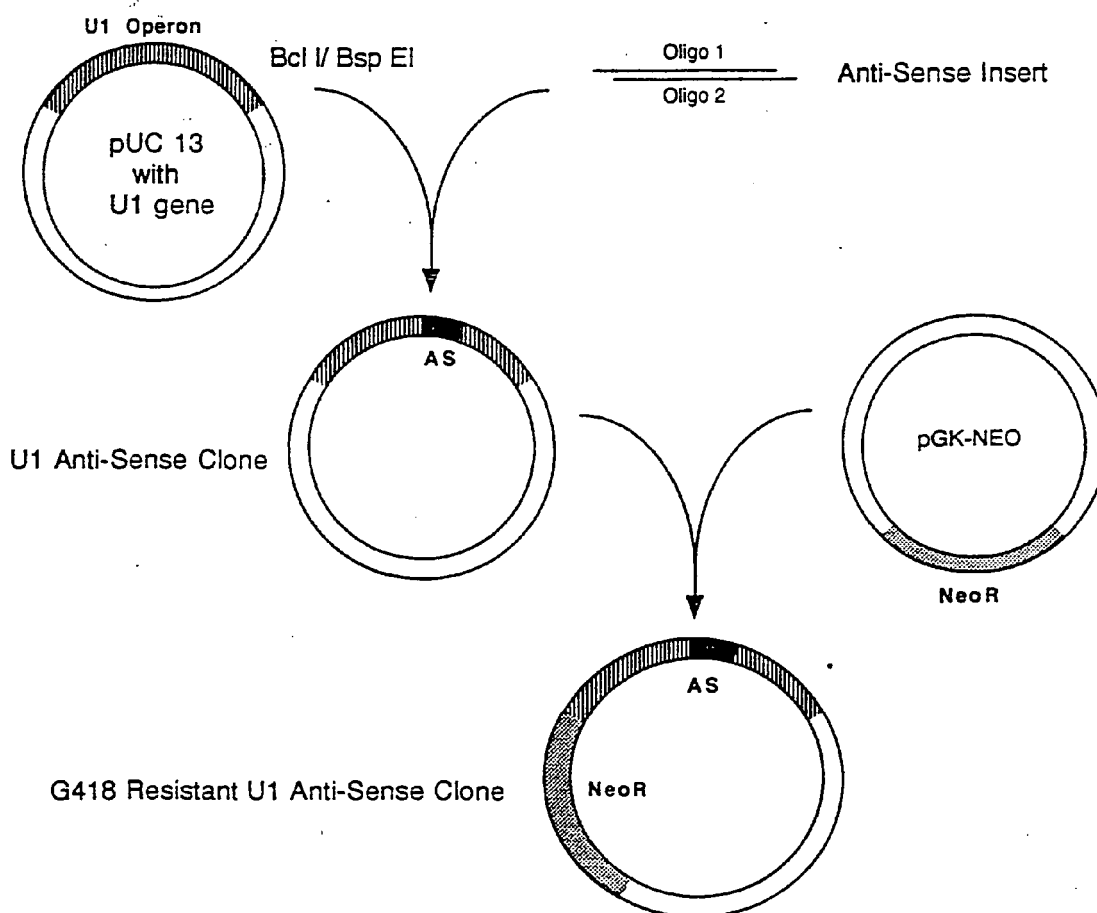 U1 Operon
Bcl I/ Bsp EI
Oligo 1
Oligo 2
Anti-Sense Insert
pUC 13
with
U1 gene
AS
U1 Anti-Sense Clone
pGK-NEO
NeoR
AS
NeoR
G418 Resistant U1 Anti-Sense Clone